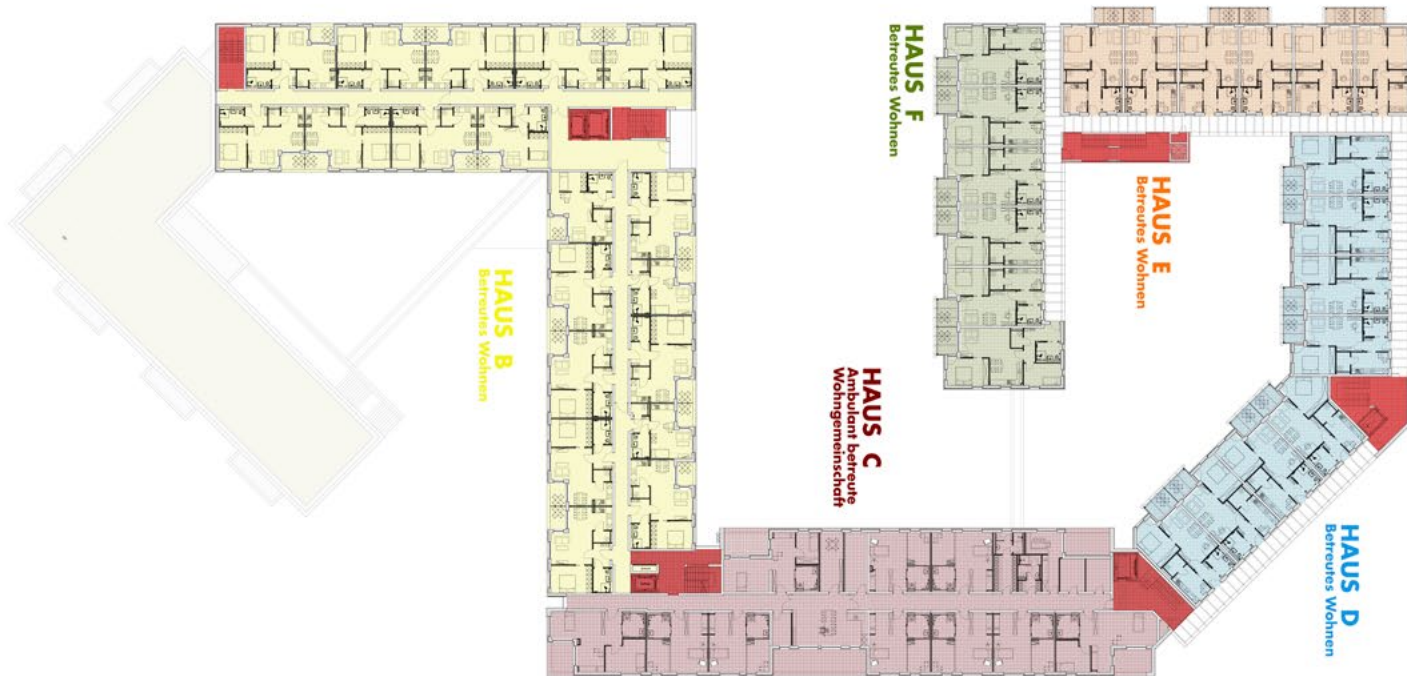 HAUS F
Betreutes Wohnen
HAUS E
Betreutes Wohnen
HAUS B
Betreutes Wohnen
HAUS C
Ambulant betreute
Wohngemeinschaft
HAUS D
Betreutes Wohnen